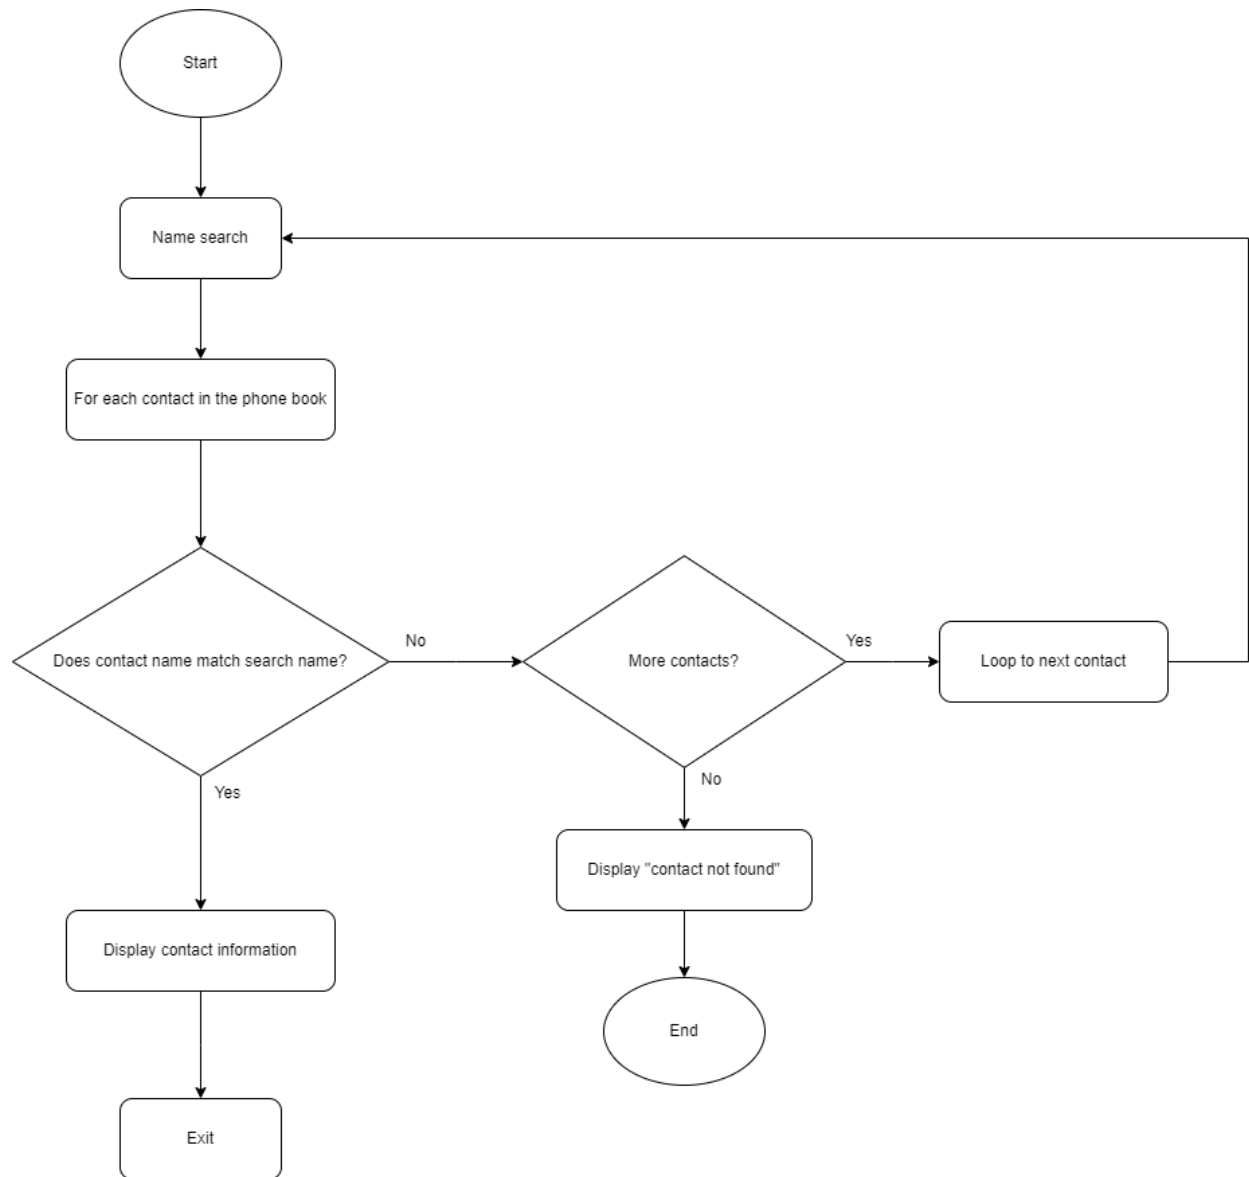 Start
Name search
For each contact in the phone book
Does contact name match search name?
No
More contacts?
Yes
Loop to next contact
Yes
No
Display "contact not found"
Display contact information
End
Exit